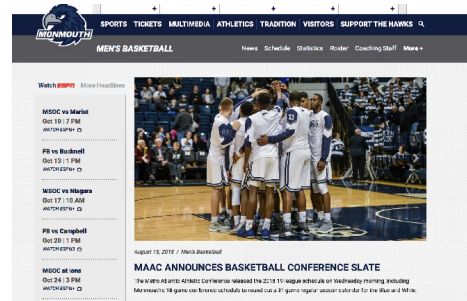 MONMOUTH
SPORTS TICKETS MULTIMEDIA ATHLETICS TRADITION VISITORS SUPPORT THE HAWKS
MEN'S BASKETBALL
News Schedule Statistics Roster Coaching Staff More +
Watch ESPN More Headlines
MSOC vs Marist
Oct 10 | 7 PM
WATCH ESPN+
FB vs Bucknell
Oct 13 | 1 PM
WATCH ESPN+
WSOC vs Niagara
Oct 17 | 10 AM
WATCH ESPN+
FB vs Campbell
Oct 20 | 1 PM
WATCH ESPN3
MSOC at Iona
Oct 24 | 3 PM
WATCH ESPN+
August 15, 2018 / Men's Basketball
MAAC ANNOUNCES BASKETBALL CONFERENCE SLATE
The Metro Atlantic Athletic Conference released the 2018-19 league schedule on Wednesday morning, including
Monmouth's 18-game conference schedule to round out a 31-game regular season calendar for the Blue and White.